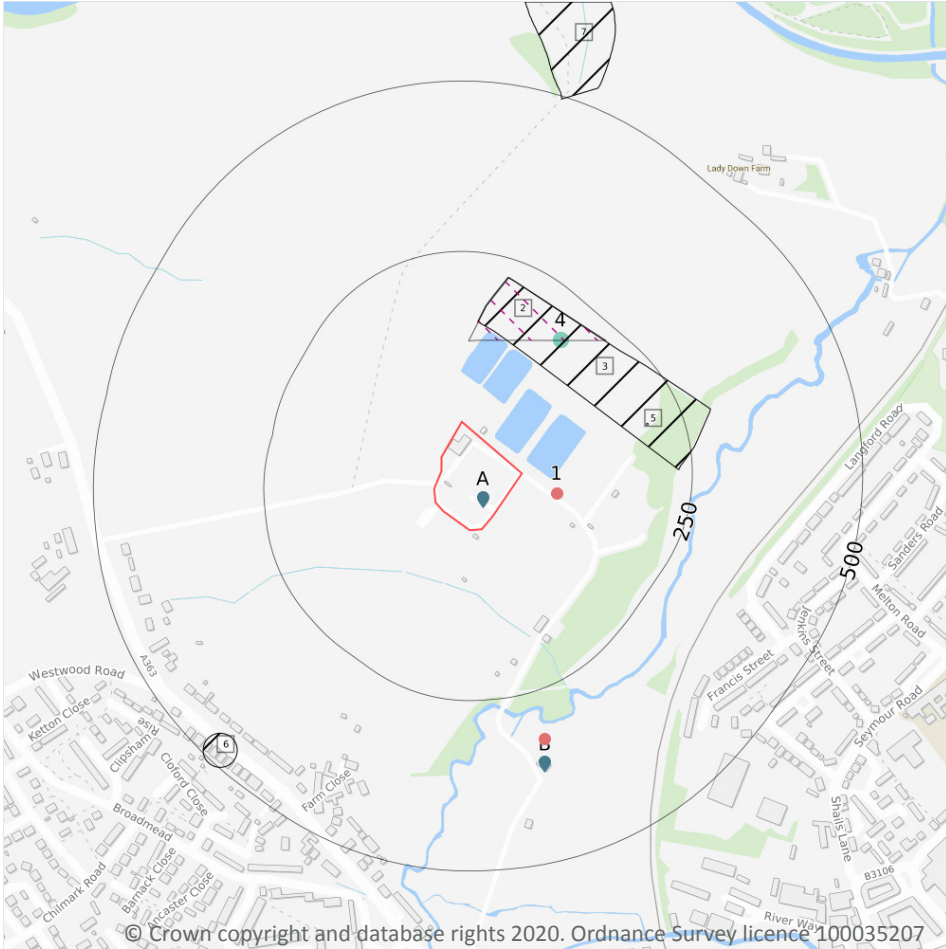 7
Lady Down Farm
2
4
3
5
A
1
Langford Road
250
500
Sanders Road
Melton Road
Jenkins Street
Francis Street
Seymour Road
A363
Westwood Road
Ketton Close
Clipsham Rise
Cloford Close
6
B
Farm Close
Broadmead
Barnack Close
Ancaster Close
Chilmark Road
Shails Lane
B3106
River Way
© Crown copyright and database rights 2020. Ordnance Survey licence 100035207